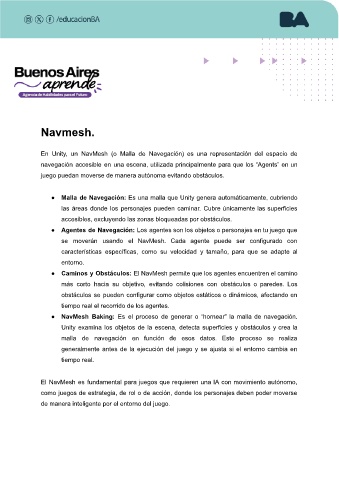 /educacionBA
BA
Buenos Aires
aprende
Agencia de Habilidades para el Futuro
Navmesh.
En Unity, un NavMesh (o Malla de Navegación) es una representación del espacio de
navegación accesible en una escena, utilizada principalmente para que los "Agents" en un
juego puedan moverse de manera autónoma evitando obstáculos.
● Malla de Navegación: Es una malla que Unity genera automáticamente, cubriendo
las áreas donde los personajes pueden caminar. Cubre únicamente las superficies
accesibles, excluyendo las zonas bloqueadas por obstáculos.
● Agentes de Navegación: Los agentes son los objetos o personajes en tu juego que
se moverán usando el NavMesh. Cada agente puede ser configurado con
características específicas, como su velocidad y tamaño, para que se adapte al
entorno.
● Caminos y Obstáculos: El NavMesh permite que los agentes encuentren el camino
más corto hacia su objetivo, evitando colisiones con obstáculos o paredes. Los
obstáculos se pueden configurar como objetos estáticos o dinámicos, afectando en
tiempo real el recorrido de los agentes.
● NavMesh Baking: Es el proceso de generar o "hornear" la malla de navegación.
Unity examina los objetos de la escena, detecta superficies y obstáculos y crea la
malla de navegación en función de esos datos. Este proceso se realiza
generalmente antes de la ejecución del juego y se ajusta si el entorno cambia en
tiempo real.
El NavMesh es fundamental para juegos que requieren una IA con movimiento autónomo,
como juegos de estrategia, de rol o de acción, donde los personajes deben poder moverse
de manera inteligente por el entorno del juego.